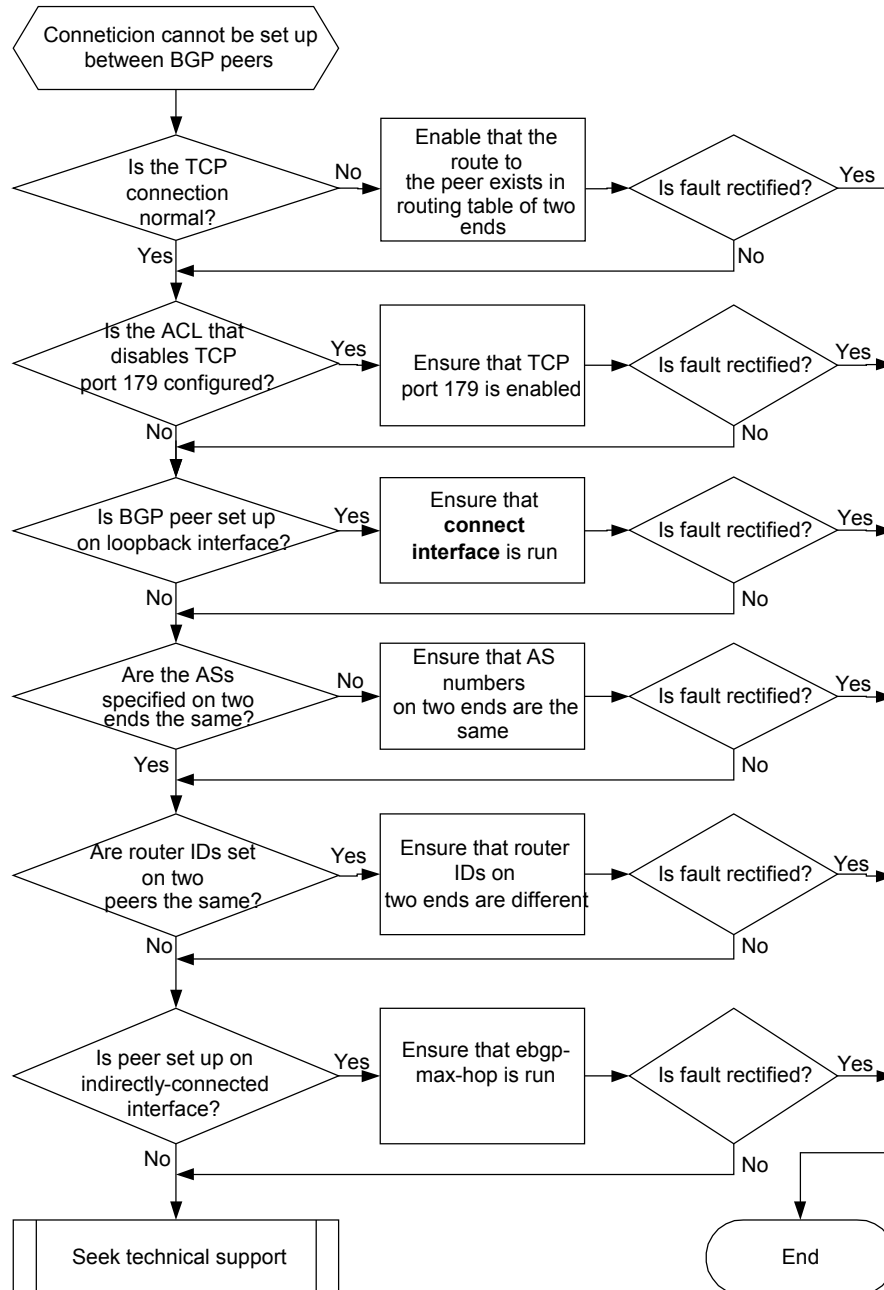 Conneticion cannot be set up
between BGP peers
Is the TCP
connection
normal?
No
Enable that the
route to
the peer exists in
routing table of two
ends
Is fault rectified?
Yes
Yes
No
Is the ACL that
disables TCP
port 179 configured?
Yes
Ensure that TCP
port 179 is enabled
Is fault rectified?
Yes
No
No
Is BGP peer set up
on loopback interface?
Yes
Ensure that
connect
interface is run
Is fault rectified?
Yes
No
No
Are the ASs
specified on two
ends the same?
No
Ensure that AS
numbers
on two ends are the
same
Is fault rectified?
Yes
Yes
No
Are router IDs set
on two
peers the same?
Yes
Ensure that router
IDs on
two ends are different
Is fault rectified?
Yes
No
No
Is peer set up on
indirectly-connected
interface?
Yes
Ensure that ebgp-
max-hop is run
Is fault rectified?
Yes
No
No
Seek technical support
End